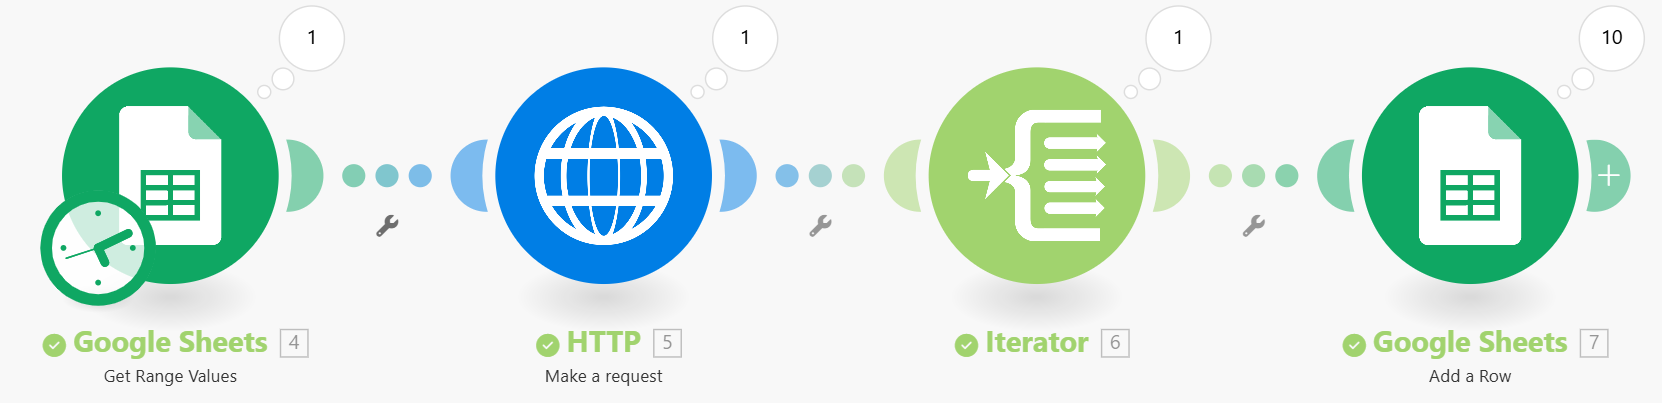 1
1
1
10
Google Sheets 4
Get Range Values
HTTP 5
Make a request
Iterator 6
Google Sheets 7
Add a Row